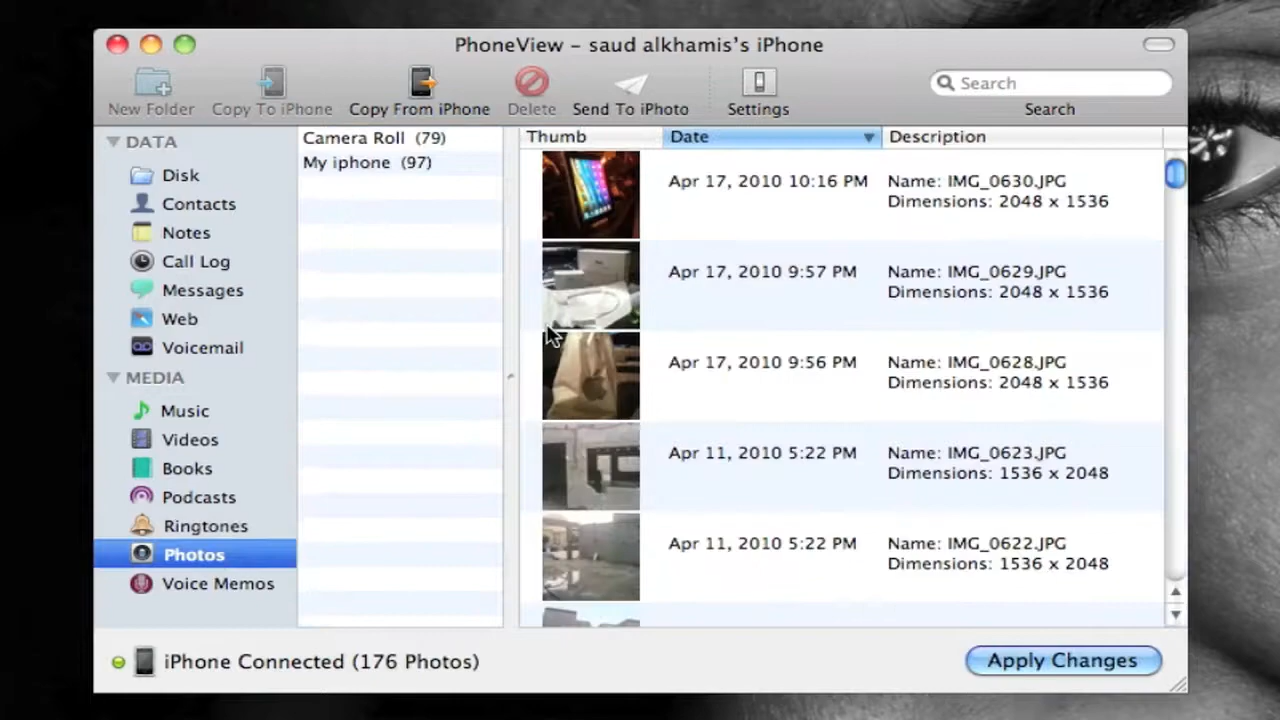 PhoneView – saud alkhamis's iPhone
New Folder
Copy To iPhone
Copy From iPhone
Delete
Send To iPhoto
Settings
Search
Search
DATA
Disk
Contacts
Notes
Call Log
Messages
Web
Voicemail
MEDIA
Music
Videos
Books
Podcasts
Ringtones
Photos
Voice Memos
Camera Roll (79)
My iphone (97)
Thumb Date Description
Apr 17, 2010 10:16 PM
Name: IMG_0630.JPG
Dimensions: 2048 x 1536
Apr 17, 2010 9:57 PM
Name: IMG_0629.JPG
Dimensions: 2048 x 1536
Apr 17, 2010 9:56 PM
Name: IMG_0628.JPG
Dimensions: 2048 x 1536
Apr 11, 2010 5:22 PM
Name: IMG_0623.JPG
Dimensions: 1536 x 2048
Apr 11, 2010 5:22 PM
Name: IMG_0622.JPG
Dimensions: 1536 x 2048
iPhone Connected (176 Photos)
Apply Changes